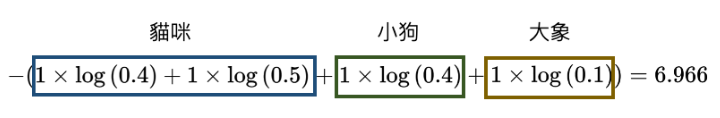 貓咪 小狗 大象
−(1 × log (0.4) + 1 × log (0.5) + 1 × log (0.4) + 1 × log (0.1)) = 6.966